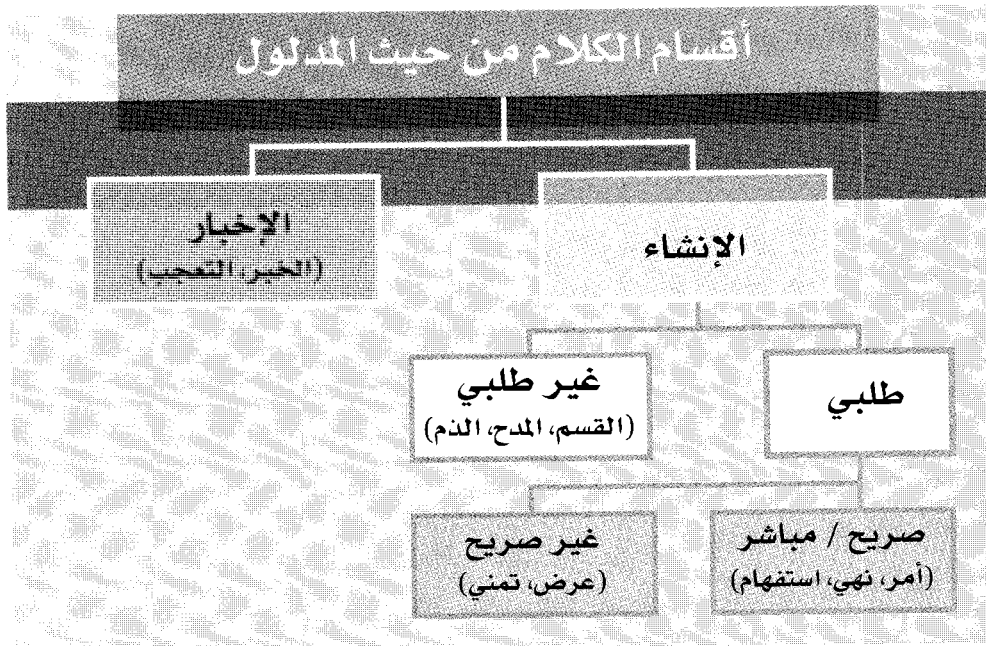 أقسام الكلام من حيث المدلول
الإنشاء
الإخبار
(الخبر، التعجب)
طلبي
غير طلبي
(القسم، المدح، الذم)
صريح / مباشر
(أمر، نهي، استفهام)
غير صريح
(عرض، تمني)